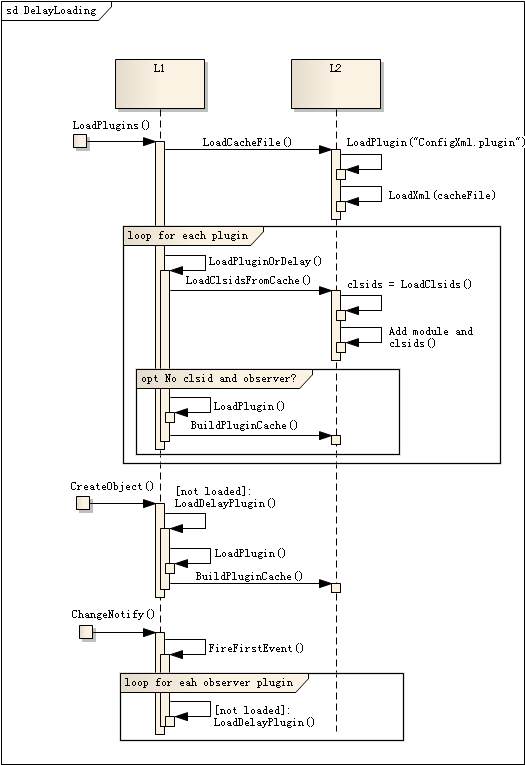 sd DelayLoading
L1
L2
LoadPlugins()
LoadCacheFile()
LoadPlugin("ConfigXml.plugin")
LoadXml(cacheFile)
loop for each plugin
LoadPluginOrDelay()
LoadClsidsFromCache()
clsids = LoadClsids()
Add module and
clsids()
opt No clsid and observer?
LoadPlugin()
BuildPluginCache()
CreateObject()
[not loaded]:
LoadDelayPlugin()
LoadPlugin()
BuildPluginCache()
ChangeNotify()
FireFirstEvent()
loop for eah observer plugin
[not loaded]:
LoadDelayPlugin()